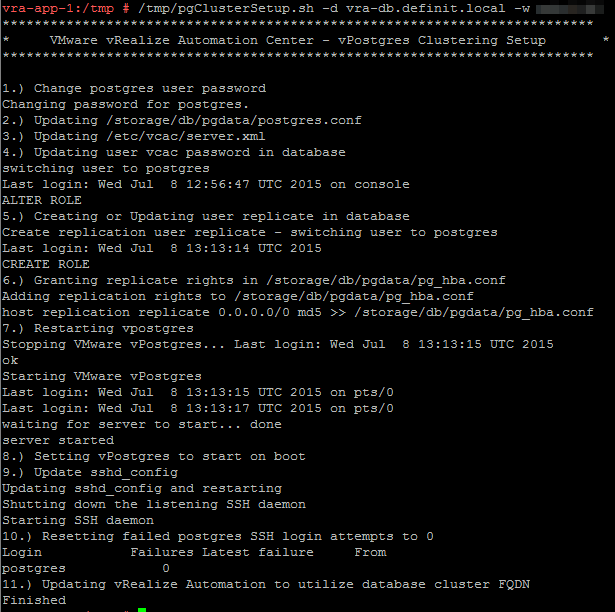 vra-app-1:/tmp # /tmp/pgClusterSetup.sh -d vra-db.definit.local -w
*************************************************************************
*     VMware vRealize Automation Center - vPostgres Clustering Setup       *
*************************************************************************
1.) Change postgres user password
Changing password for postgres.
2.) Updating /storage/db/pgdata/postgres.conf
3.) Updating /etc/vcac/server.xml
4.) Updating user vcac password in database
switching user to postgres
Last login: Wed Jul  8 12:56:47 UTC 2015 on console
ALTER ROLE
5.) Creating or Updating user replicate in database
Create replication user replicate - switching user to postgres
Last login: Wed Jul  8 13:13:14 UTC 2015
CREATE ROLE
6.) Granting replicate rights in /storage/db/pgdata/pg_hba.conf
Adding replication rights to /storage/db/pgdata/pg_hba.conf
host replication replicate 0.0.0.0/0 md5 >> /storage/db/pgdata/pg_hba.conf
7.) Restarting vpostgres
Stopping VMware vPostgres... Last login: Wed Jul  8 13:13:15 UTC 2015
ok
Starting VMware vPostgres
Last login: Wed Jul  8 13:13:15 UTC 2015 on pts/0
Last login: Wed Jul  8 13:13:17 UTC 2015 on pts/0
waiting for server to start... done
server started
8.) Setting vPostgres to start on boot
9.) Update sshd_config
Updating sshd_config and restarting
Shutting down the listening SSH daemon
Starting SSH daemon
10.) Resetting failed postgres SSH login attempts to 0
Login           Failures Latest failure     From
postgres            0
11.) Updating vRealize Automation to utilize database cluster FQDN
Finished